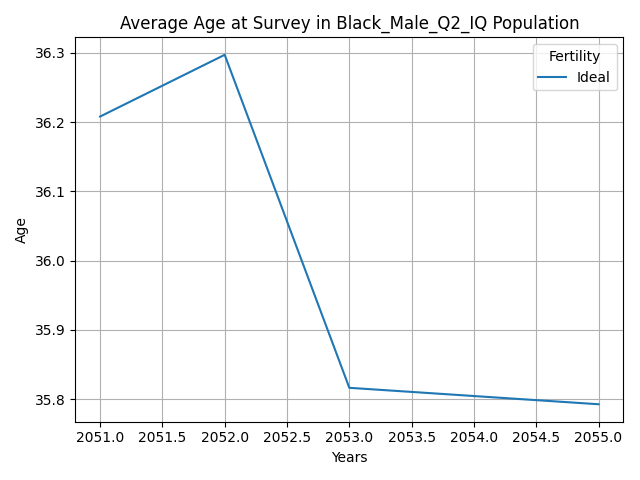 Average Age at Survey in Black_Male_Q2_IQ Population
Fertility
Ideal
36.3
36.2
36.1
36.0
35.9
35.8
Age
2051.0 2051.5 2052.0 2052.5 2053.0 2053.5 2054.0 2054.5 2055.0
Years